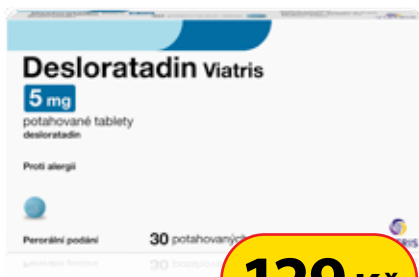 Desloratadin Viatris
5 mg
potahované tablety
desloratadin
Proti alergii
Perorální podání
30 potahovaných
129 Kč